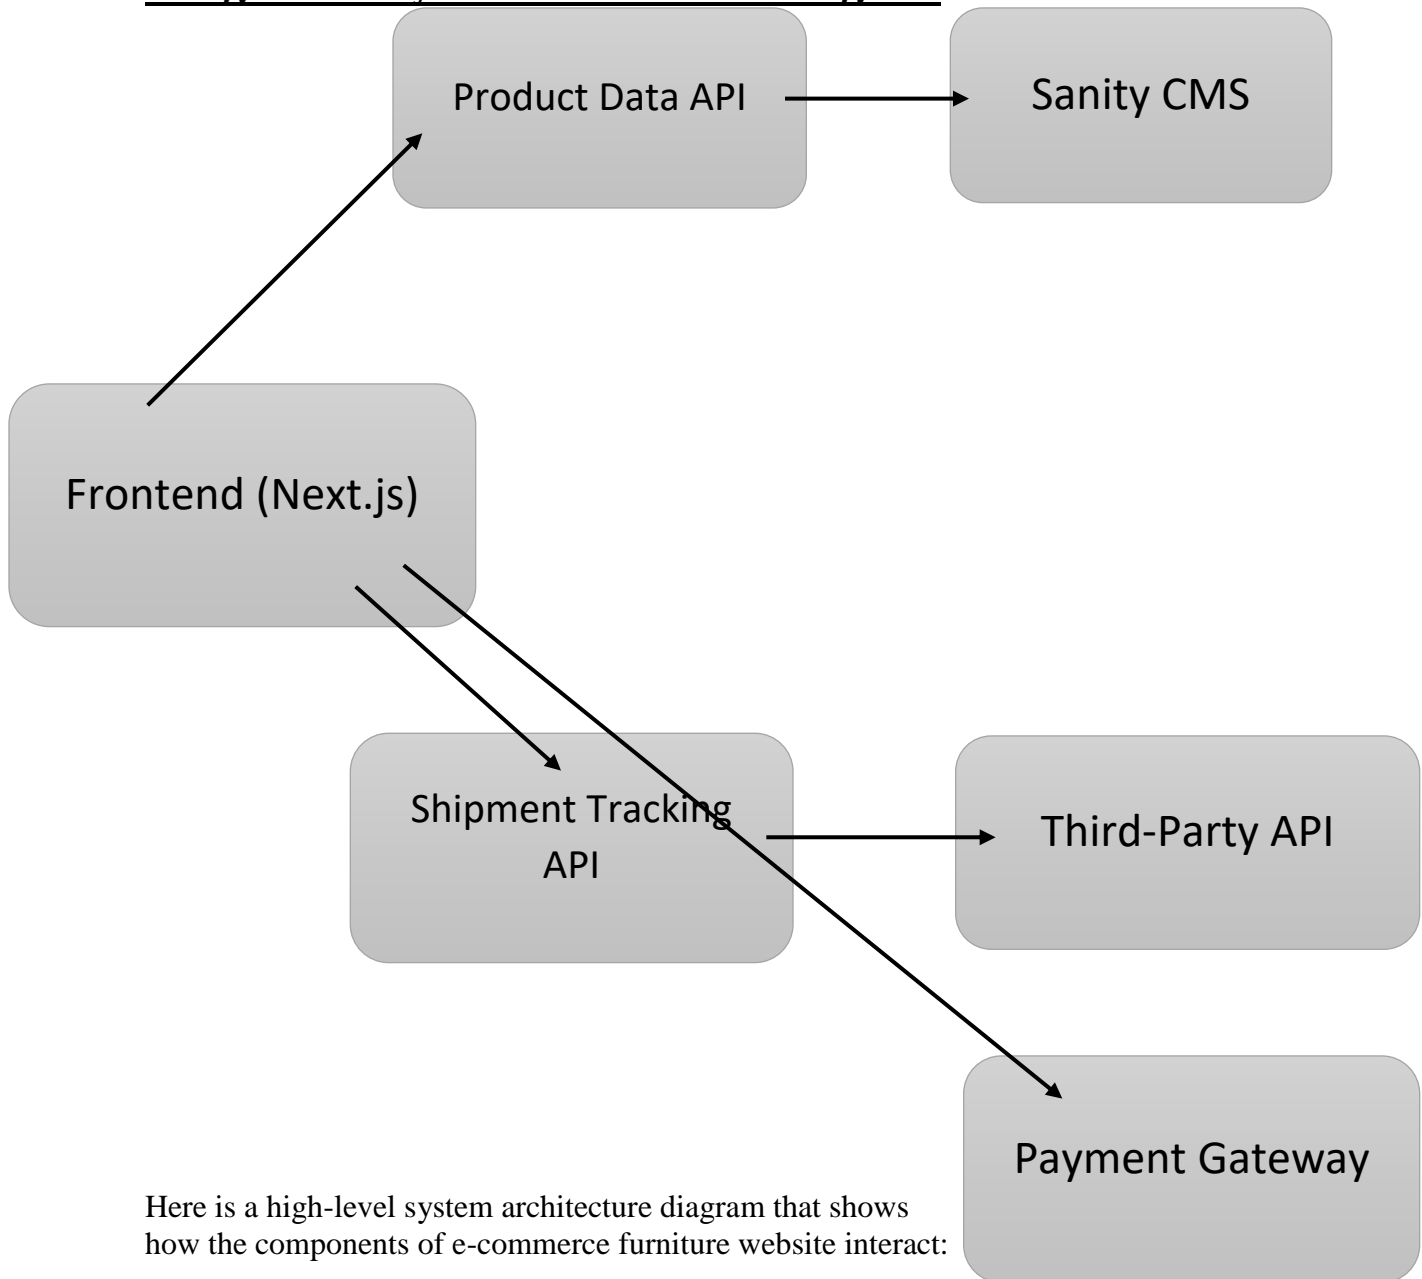 Product Data API
Sanity CMS
Frontend (Next.js)
Shipment Tracking
API
Third-Party API
Payment Gateway
Here is a high-level system architecture diagram that shows
how the components of e-commerce furniture website interact: